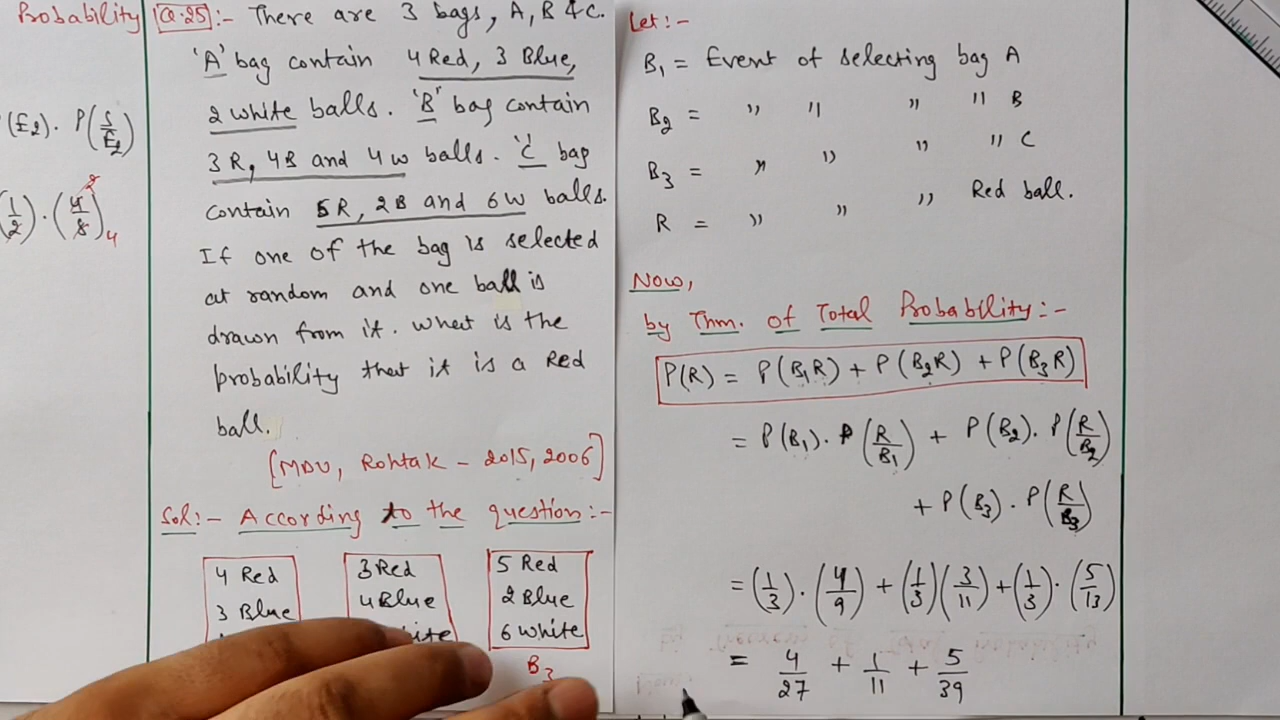 Probability
(E2). P(S/E2)
(1/2).(4/8) 2 4
Q.25 :- There are 3 bags, A, B & C.
'A' bag contain 4 Red, 3 Blue,
2 white balls. 'B' bag contain
3 R, 4B and 4 W balls. 'C' bag
contain 5R, 2B and 6W balls.
If one of the bag is selected
at random and one ball is
drawn from it. What is the
probability that it is a Red
ball.
[MDU, Rohtak - 2015, 2006]
Sol:- According to the question:-
4 Red
3 Blue
3 Red
4 Blue
5 Red
2 Blue
6 White
B3
Let:-
B1 = Event of selecting bag A
B2 = " " " " B
B3 = " " " " C
R = " " " Red ball.
Now,
by Thm. of Total Probability:-
P(R) = P(B1R) + P(B2R) + P(B3R)
= P(B1). P(R/B1) + P(B2). P(R/B2)
+ P(B3). P(R/B3)
= (1/3).(4/9) + (1/3)(3/11) + (1/3).(5/13)
= 4/27 + 1/11 + 5/39